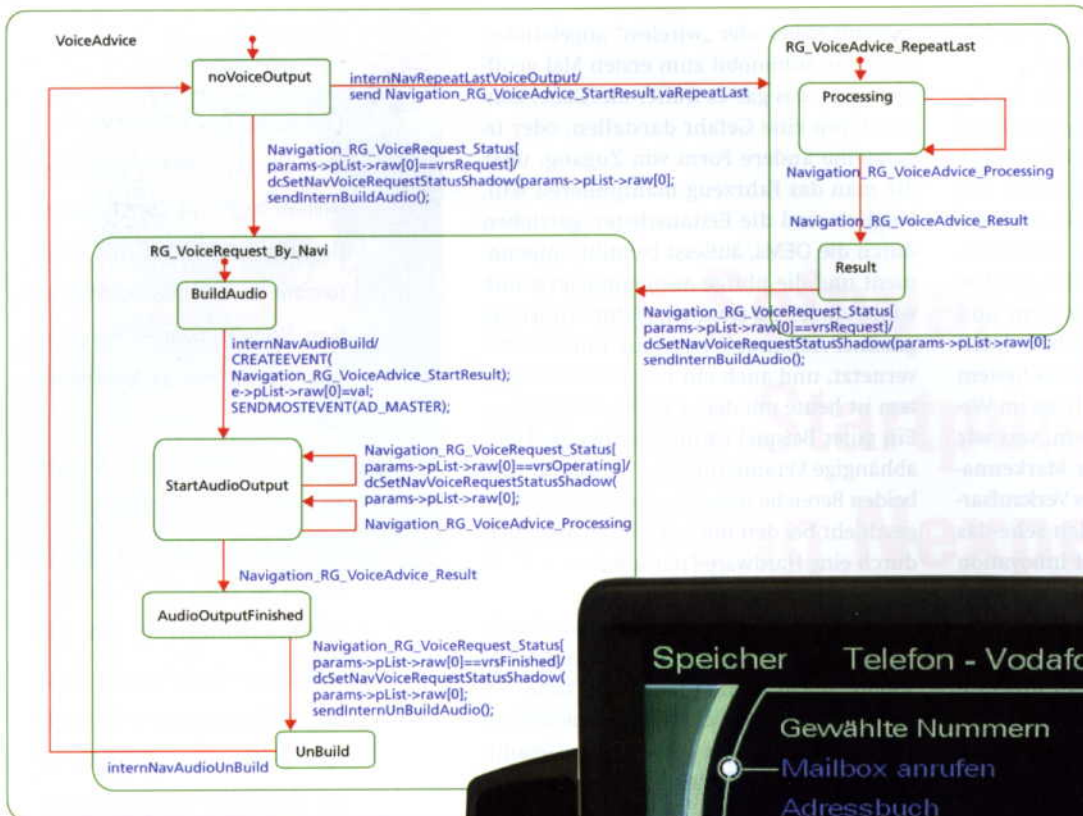 VoiceAdvice
noVoiceOutput
internNavRepeatLastVoiceOutput/
send Navigation_RG_VoiceAdvice_StartResult.vaRepeatLast
RG_VoiceAdvice_RepeatLast
Processing
Navigation_RG_VoiceAdvice_Processing
Navigation_RG_VoiceAdvice_Result
Result
Navigation_RG_VoiceRequest_Status[
params->pList->raw[0]==vrsRequest]/
dcSetNavVoiceRequestStatusShadow(params->pList->raw[0];
sendInternBuildAudio();
Navigation_RG_VoiceRequest_Status[
params->pList->raw[0]==vrsRequest]/
dcSetNavVoiceRequestStatusShadow(params->pList->raw[0];
sendInternBuildAudio();
RG_VoiceRequest_By_Navi
BuildAudio
internNavAudioBuild/
CREATEEVENT(
Navigation_RG_VoiceAdvice_StartResult);
e->pList->raw[0]=val;
SENDMOSTEVENT(AD_MASTER);
StartAudioOutput
Navigation_RG_VoiceRequest_Status[
params->pList->raw[0]==vrsOperating]/
dcSetNavVoiceRequestStatusShadow(
params->pList->raw[0];
Navigation_RG_VoiceAdvice_Processing
Navigation_RG_VoiceAdvice_Result
AudioOutputFinished
Navigation_RG_VoiceRequest_Status[
params->pList->raw[0]==vrsFinished]/
dcSetNavVoiceRequestStatusShadow(
params->pList->raw[0];
sendInternUnBuildAudio();
UnBuild
internNavAudioUnBuild
Speicher Telefon - Vodafo
Gewählte Nummern
Mailbox anrufen
Adressbuch